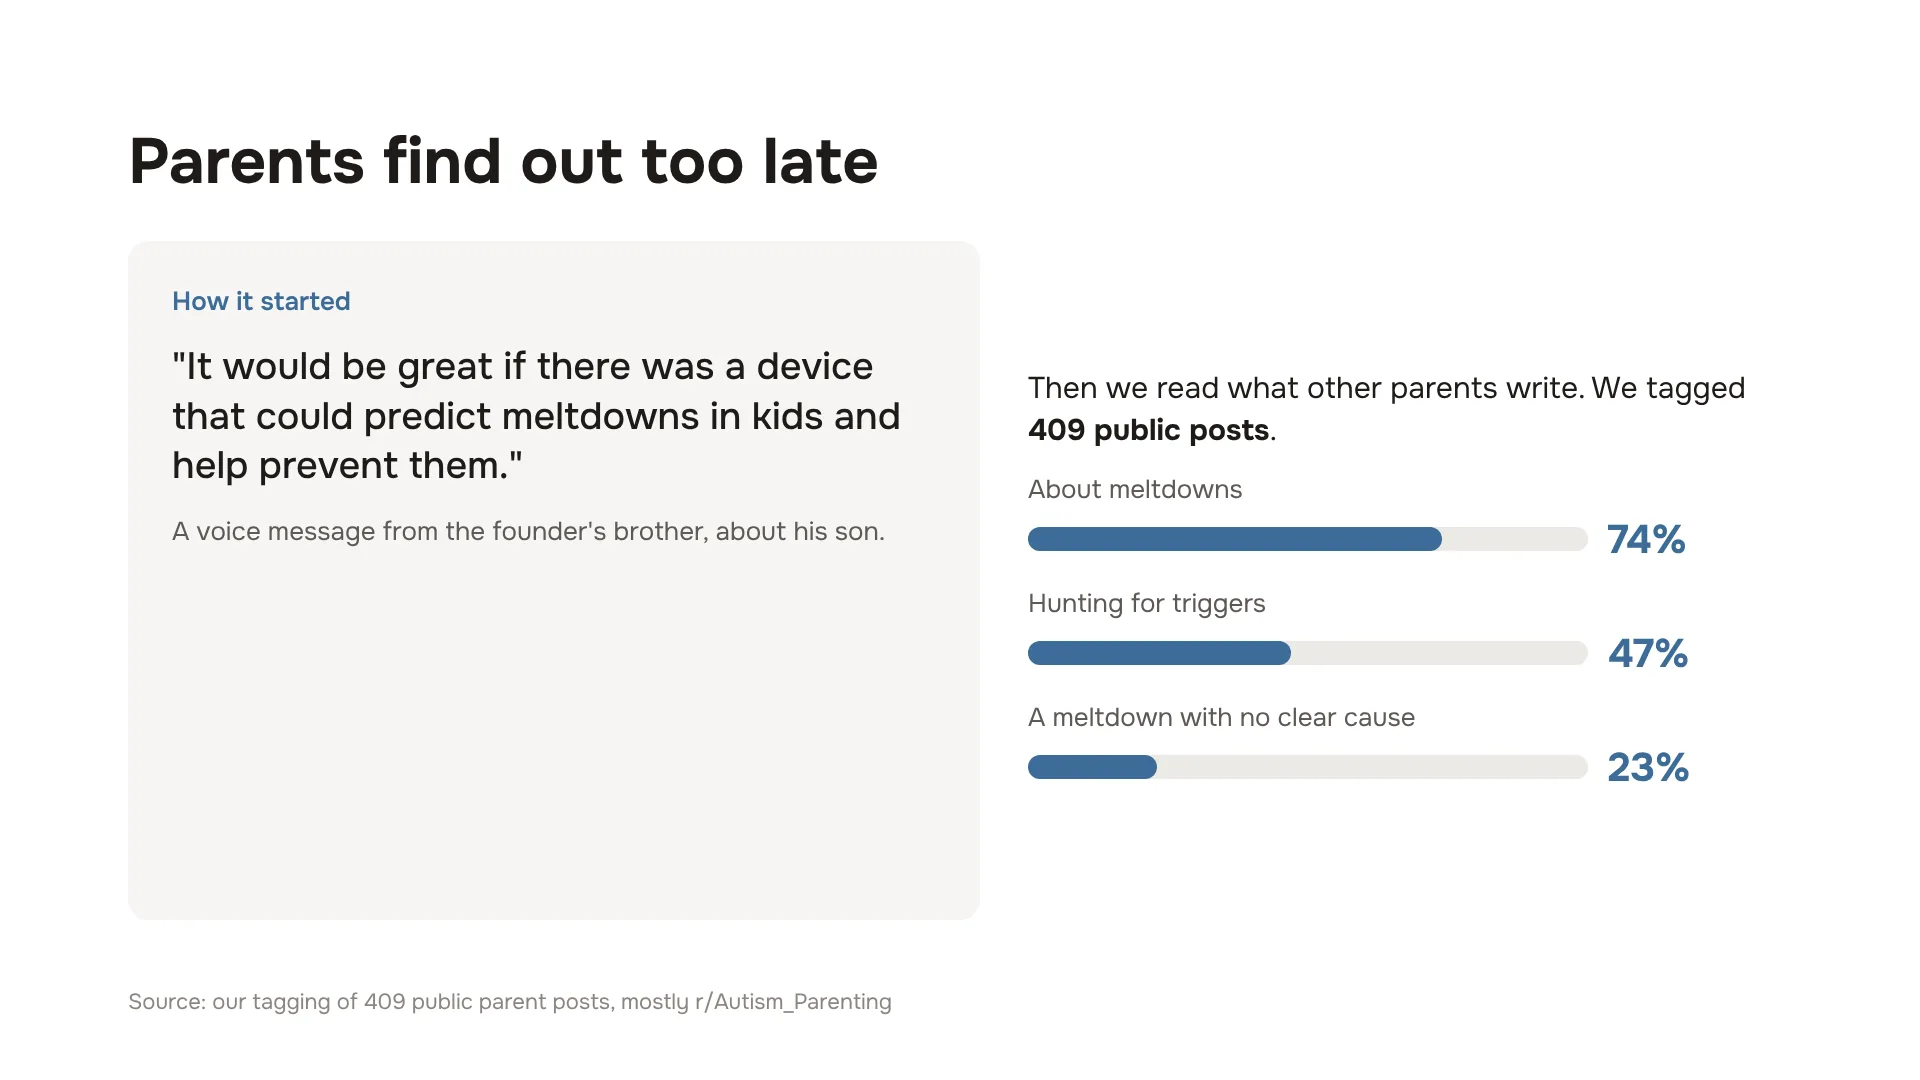 Parents find out too late
How it started
"It would be great if there was a device
that could predict meltdowns in kids and
help prevent them."
A voice message from the founder's brother, about his son.
Then we read what other parents write. We tagged
409 public posts.
About meltdowns
74%
Hunting for triggers
47%
A meltdown with no clear cause
23%
Source: our tagging of 409 public parent posts, mostly r/Autism_Parenting